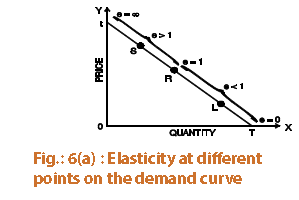 Y
t
e = ∞
e > 1
S
e = 1
R
e < 1
L
e = 0
PRICE
0
QUANTITY
T
X
Fig.: 6(a) : Elasticity at different
points on the demand curve